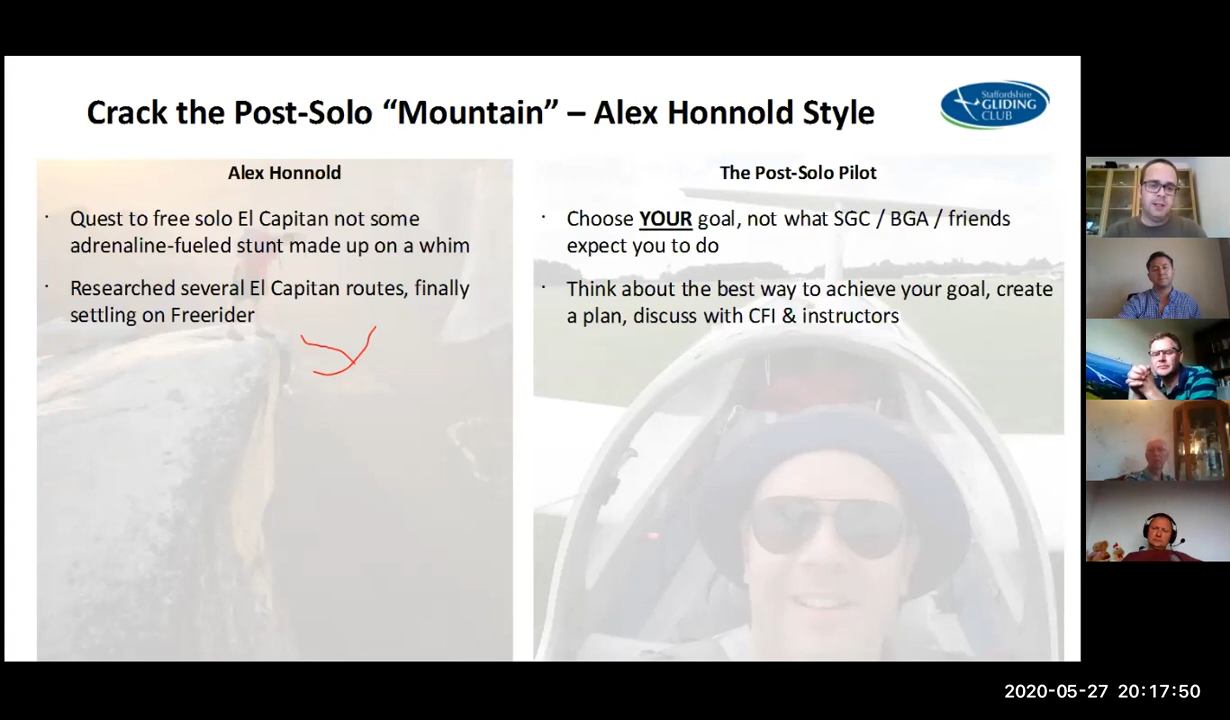 Crack the Post-Solo “Mountain” – Alex Honnold Style
Staffordshire
GLIDING
CLUB
Alex Honnold
· Quest to free solo El Capitan not some
adrenaline-fueled stunt made up on a whim
· Researched several El Capitan routes, finally
settling on Freerider
The Post-Solo Pilot
· Choose YOUR goal, not what SGC / BGA / friends
expect you to do
· Think about the best way to achieve your goal, create
a plan, discuss with CFI & instructors
2020-05-27 20:17:50